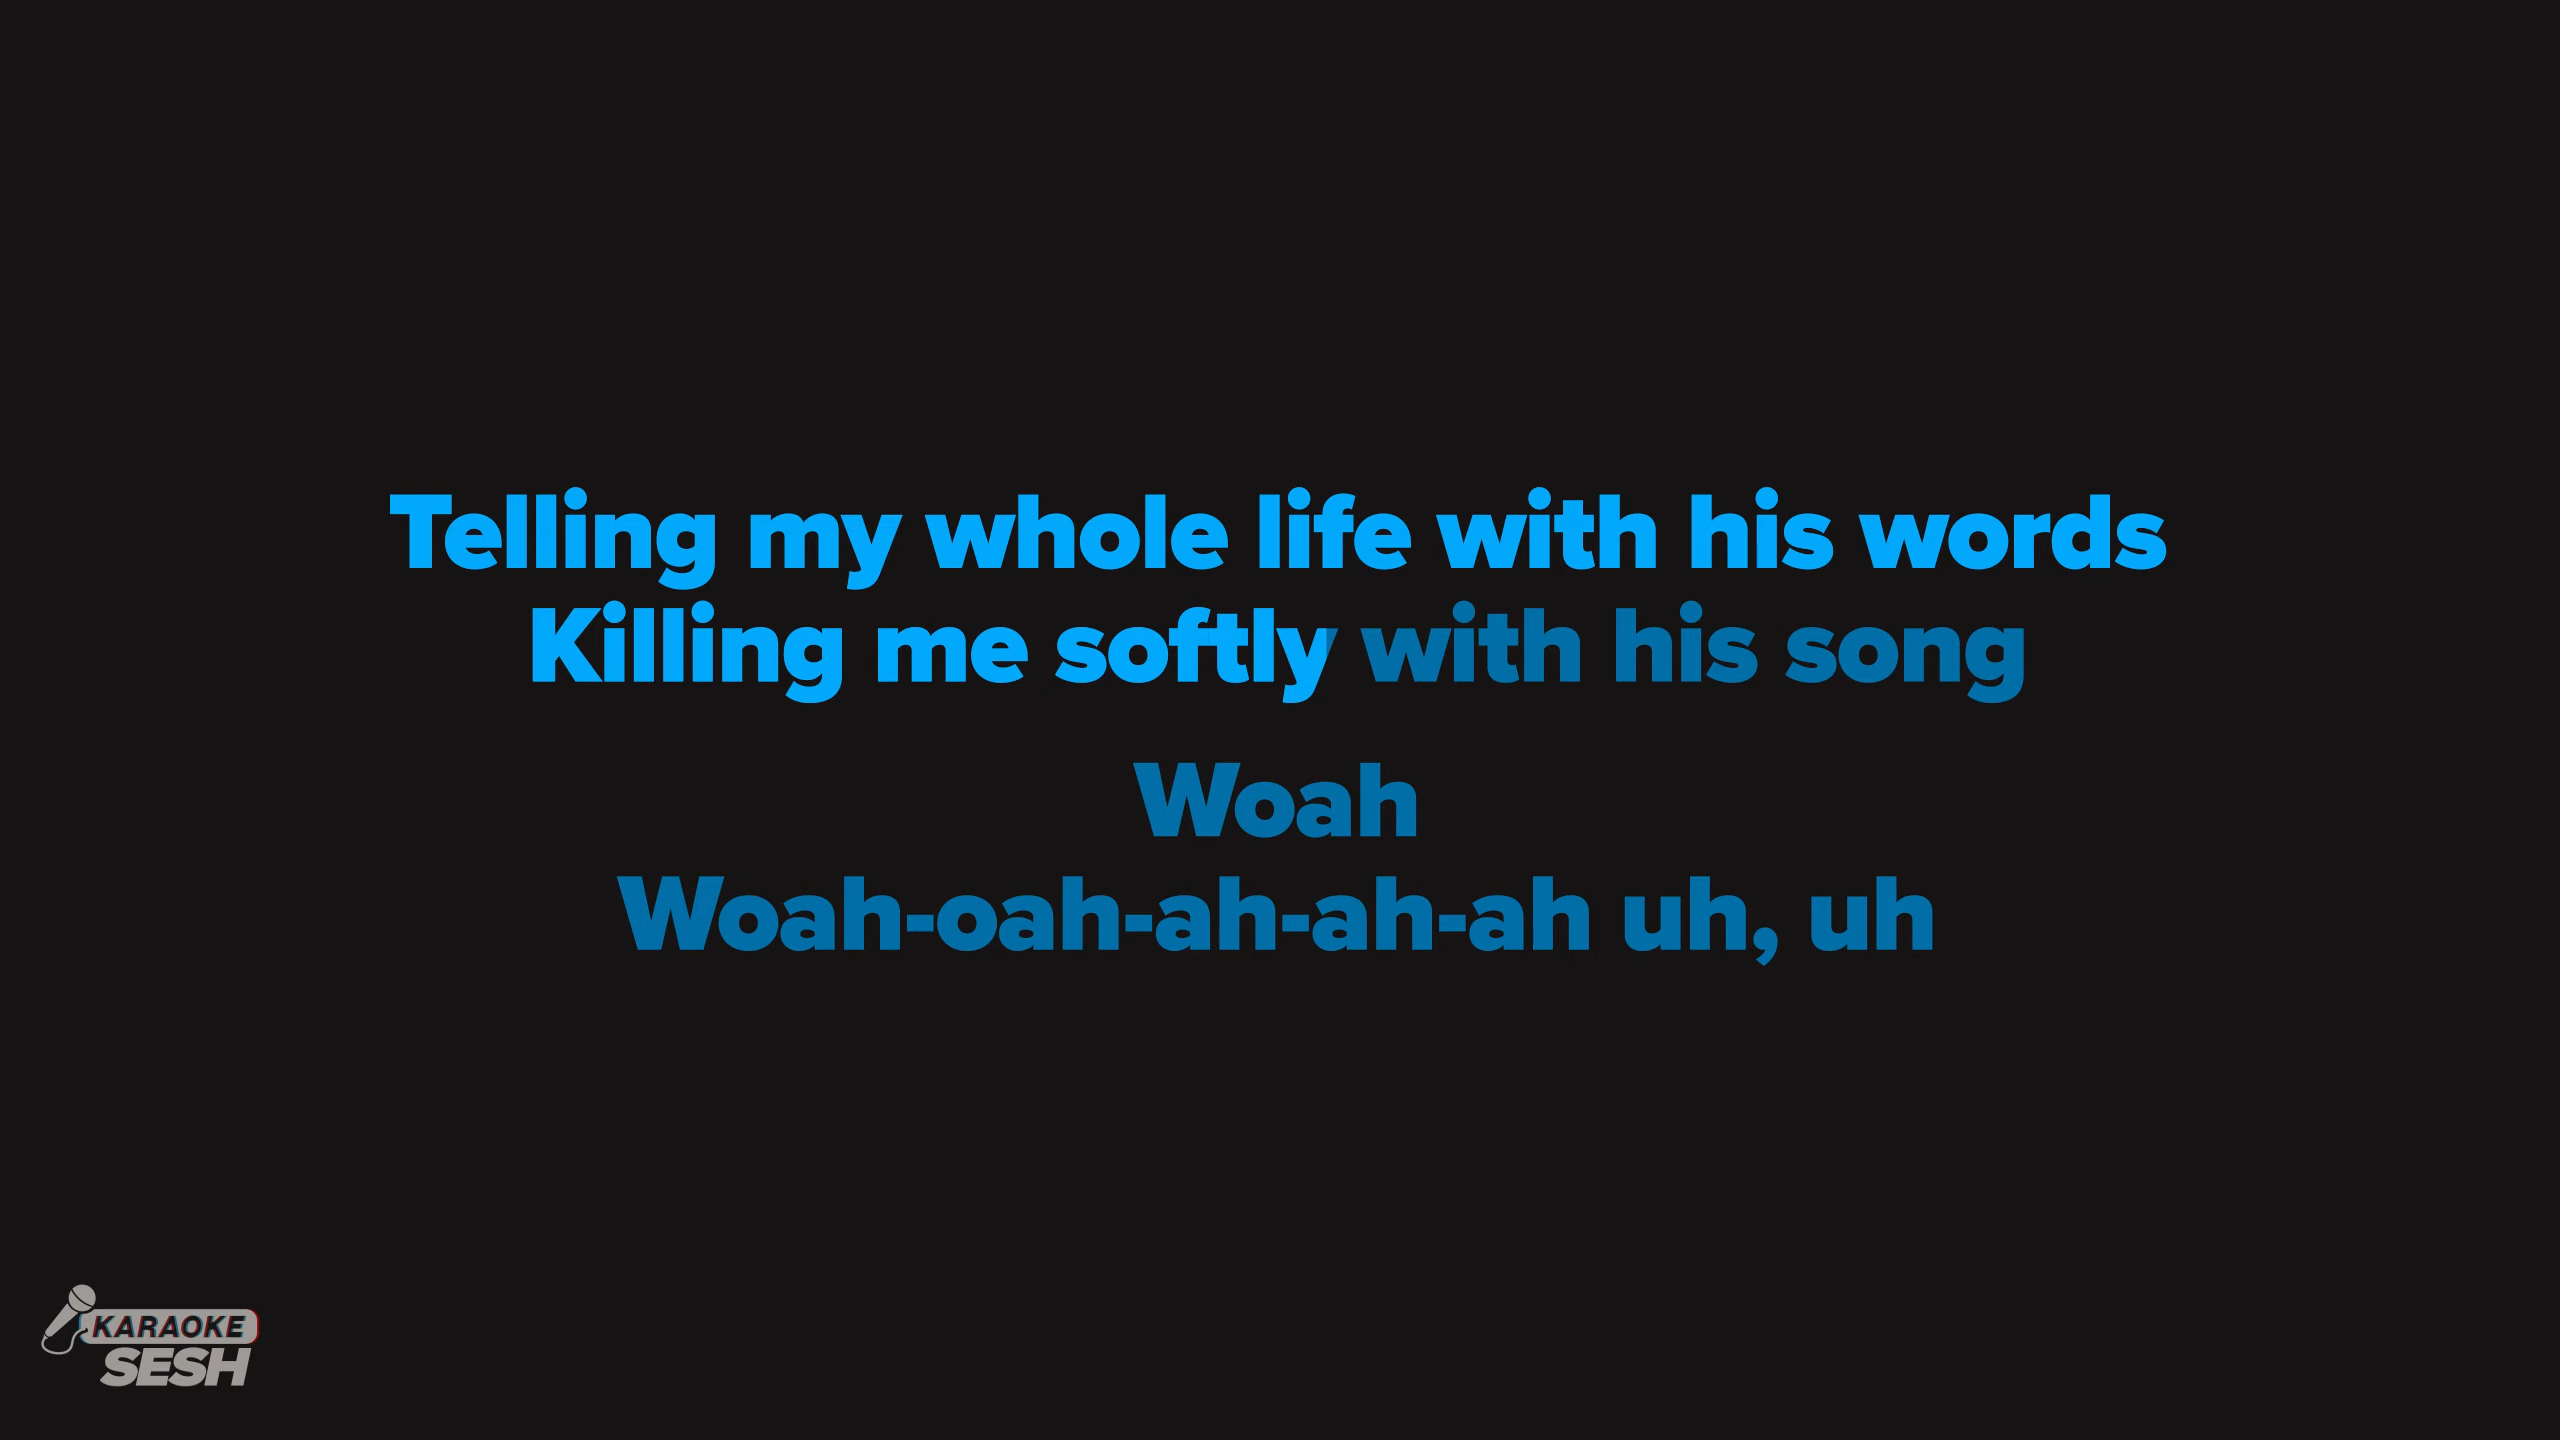 Telling my whole life with his words
Killing me softly with his song
Woah
Woah-oah-ah-ah-ah uh, uh
KARAOKE
SESH